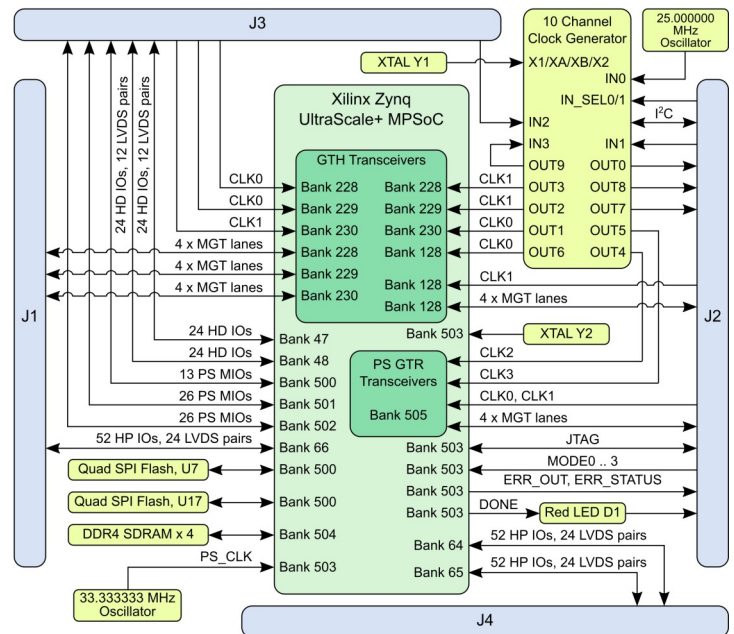 J3
10 Channel
Clock Generator
25.000000
MHz
Oscillator
XTAL Y1
X1/XA/XB/X2
IN0
IN_SEL0/1
I²C
IN2
IN3
IN1
OUT9
OUT0
OUT3
OUT8
OUT2
OUT7
OUT1
OUT5
OUT6
OUT4
24 HD IOs, 12 LVDS pairs
24 HD IOs, 12 LVDS pairs
Xilinx Zynq
UltraScale+ MPSoC
GTH Transceivers
CLK0
Bank 228
Bank 228
CLK1
CLK0
Bank 229
Bank 229
CLK1
CLK1
Bank 230
Bank 230
CLK0
4 x MGT lanes
Bank 228
Bank 128
CLK0
4 x MGT lanes
Bank 229
Bank 128
CLK1
4 x MGT lanes
Bank 230
Bank 128
4 x MGT lanes
J1
J2
24 HD IOs
Bank 47
Bank 503
XTAL Y2
24 HD IOs
Bank 48
CLK2
13 PS MIOs
Bank 500
PS GTR
Transceivers
CLK3
26 PS MIOs
Bank 501
Bank 505
CLK0, CLK1
26 PS MIOs
Bank 502
4 x MGT lanes
52 HP IOs, 24 LVDS pairs
Bank 66
Bank 503
JTAG
Quad SPI Flash, U7
Bank 500
Bank 503
MODE0 .. 3
Bank 503
ERR_OUT, ERR_STATUS
Quad SPI Flash, U17
Bank 500
Bank 503
DONE
Red LED D1
DDR4 SDRAM x 4
Bank 504
Bank 64
52 HP IOs, 24 LVDS pairs
PS_CLK
Bank 503
Bank 65
52 HP IOs, 24 LVDS pairs
33.333333 MHz
Oscillator
J4